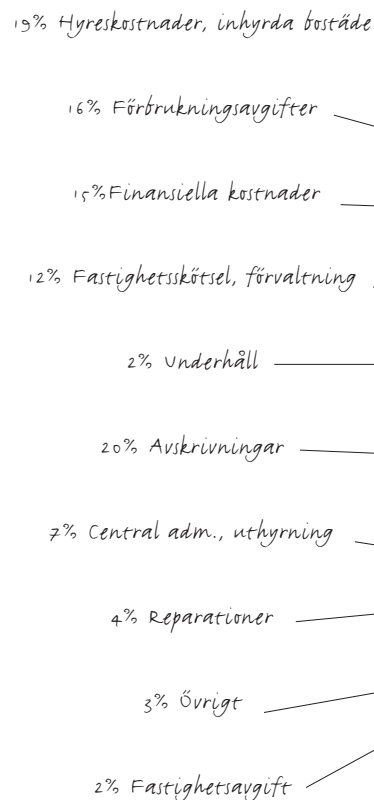 19% Hyreskostnader, inhyrda bostäde
16% Förbrukningsavgifter
15% Finansiella kostnader
12% Fastighetsskötsel, förvaltning
2% Underhåll
20% Avskrivningar
7% Central adm., uthyrning
4% Reparationer
3% Övrigt
2% Fastighetsavgift